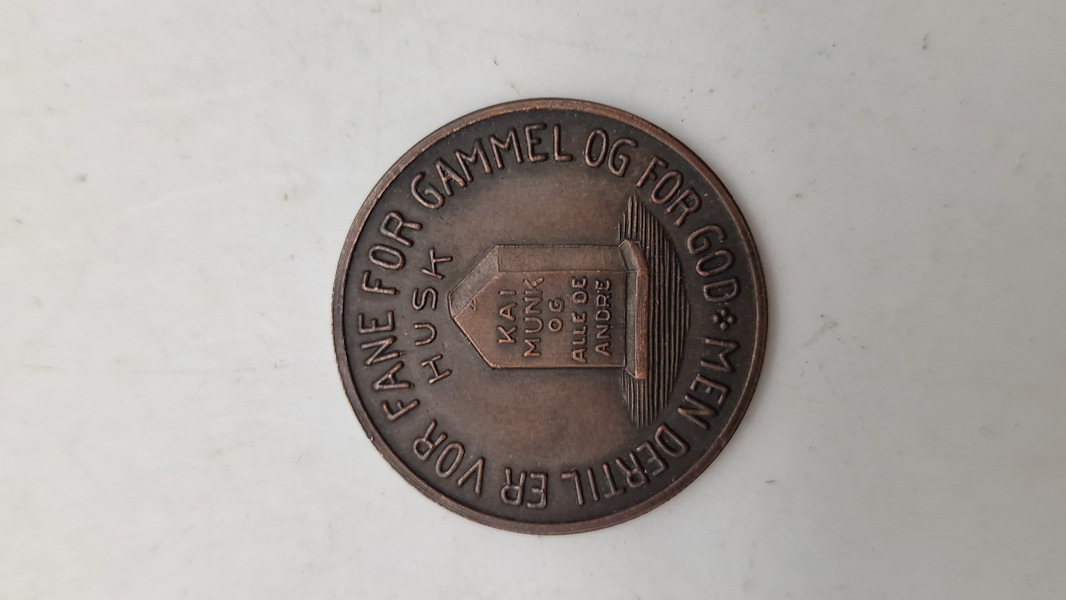 MEN DERTIL ER VOR FANE FOR GAMMEL OG FOR GOD
HUSK
KAI
MUNK
OG
ALLE DE
ANDRE